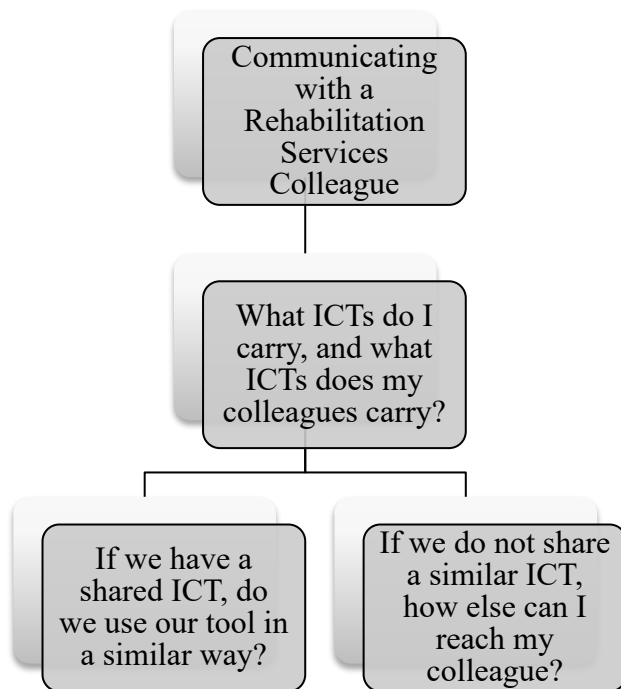 Communicating
with a
Rehabilitation
Services
Colleague
What ICTs do I
carry, and what
ICTs does my
colleagues carry?
If we have a
shared ICT, do
we use our tool in
a similar way?
If we do not share
a similar ICT,
how else can I
reach my
colleague?